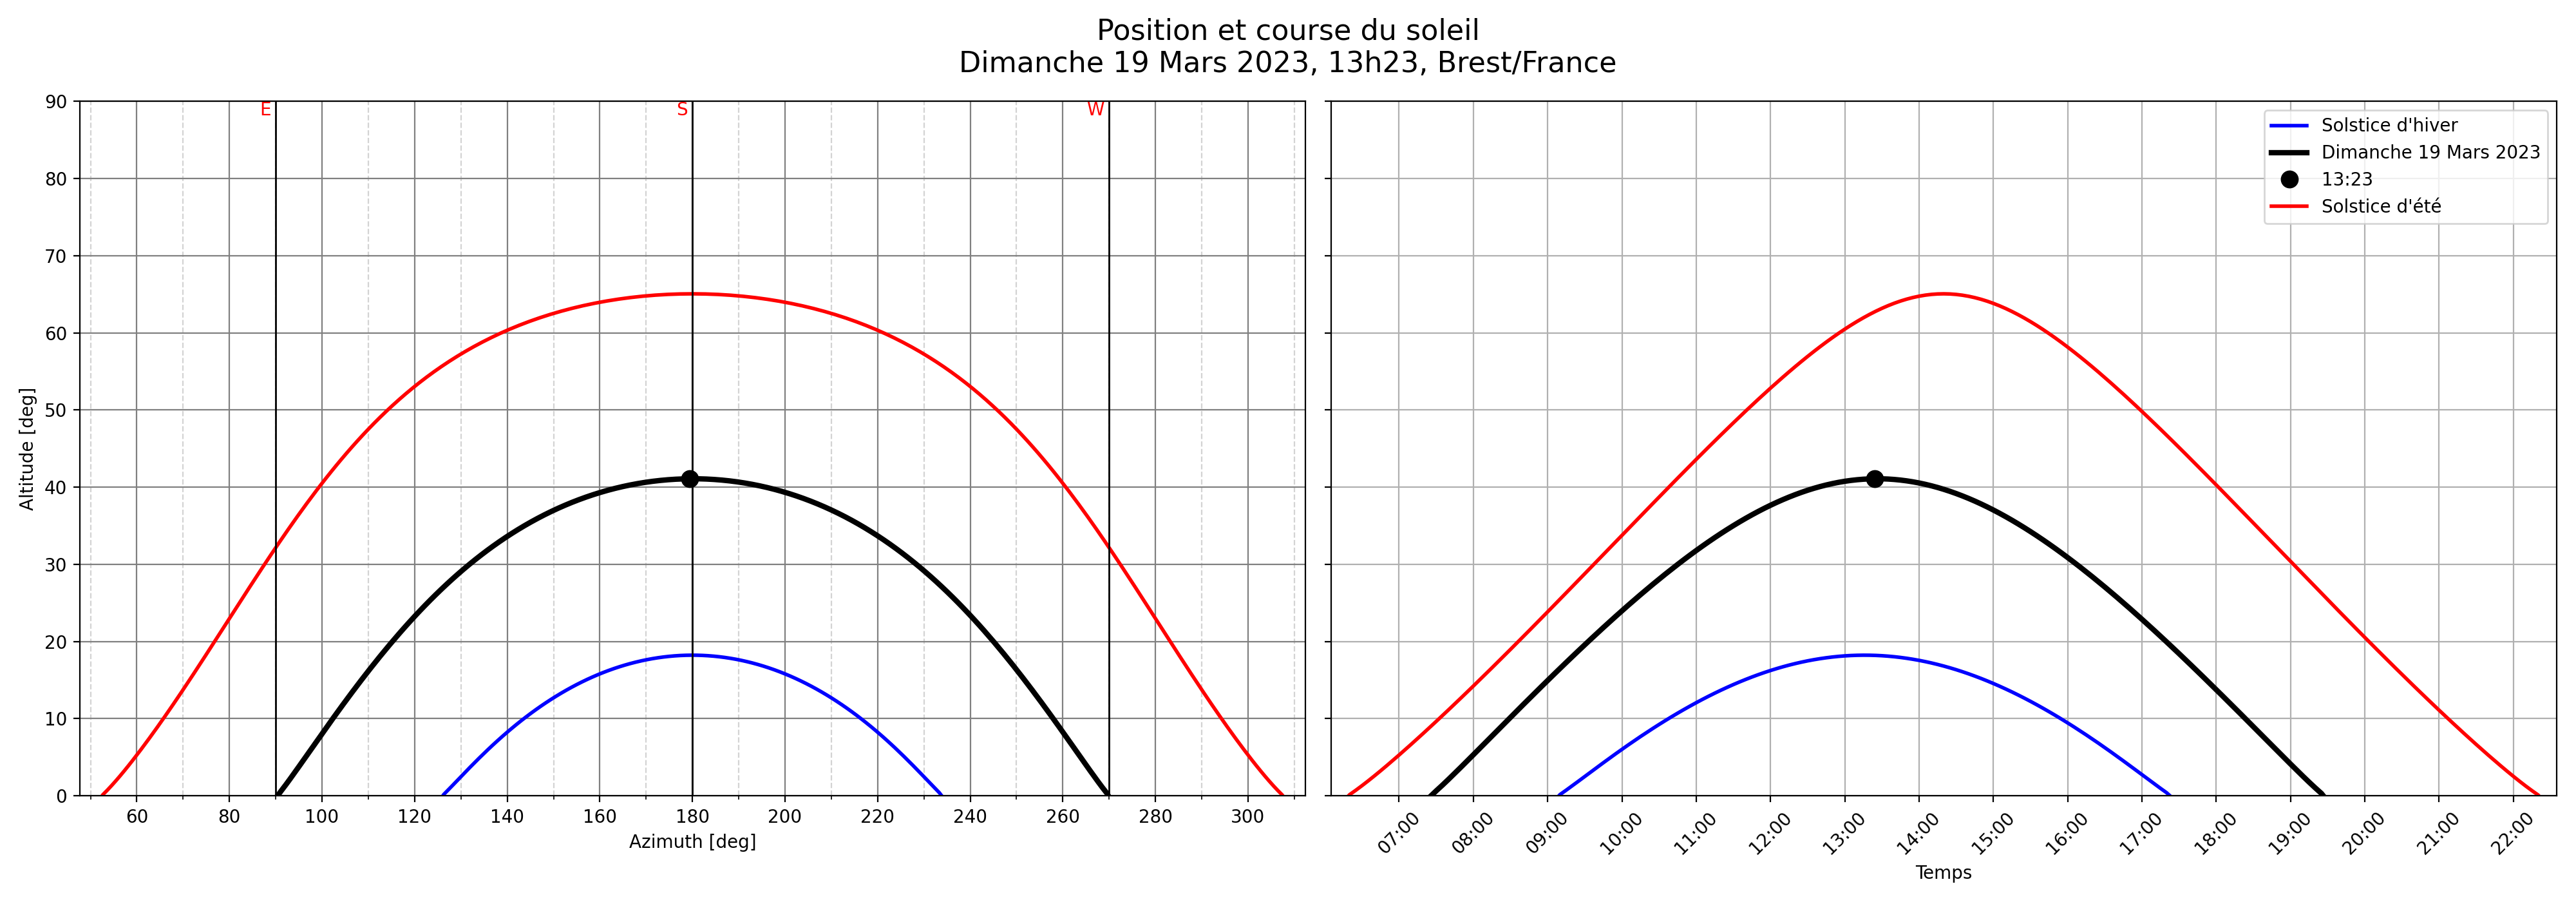 Position et course du soleil
Dimanche 19 Mars 2023, 13h23, Brest/France
E
S
W
90
80
70
60
50
40
30
20
10
0
Altitude [deg]
60 80 100 120 140 160 180 200 220 240 260 280 300
Azimuth [deg]
Solstice d'hiver
Dimanche 19 Mars 2023
13:23
Solstice d'été
07:00 08:00 09:00 10:00 11:00 12:00 13:00 14:00 15:00 16:00 17:00 18:00 19:00 20:00 21:00 22:00
Temps